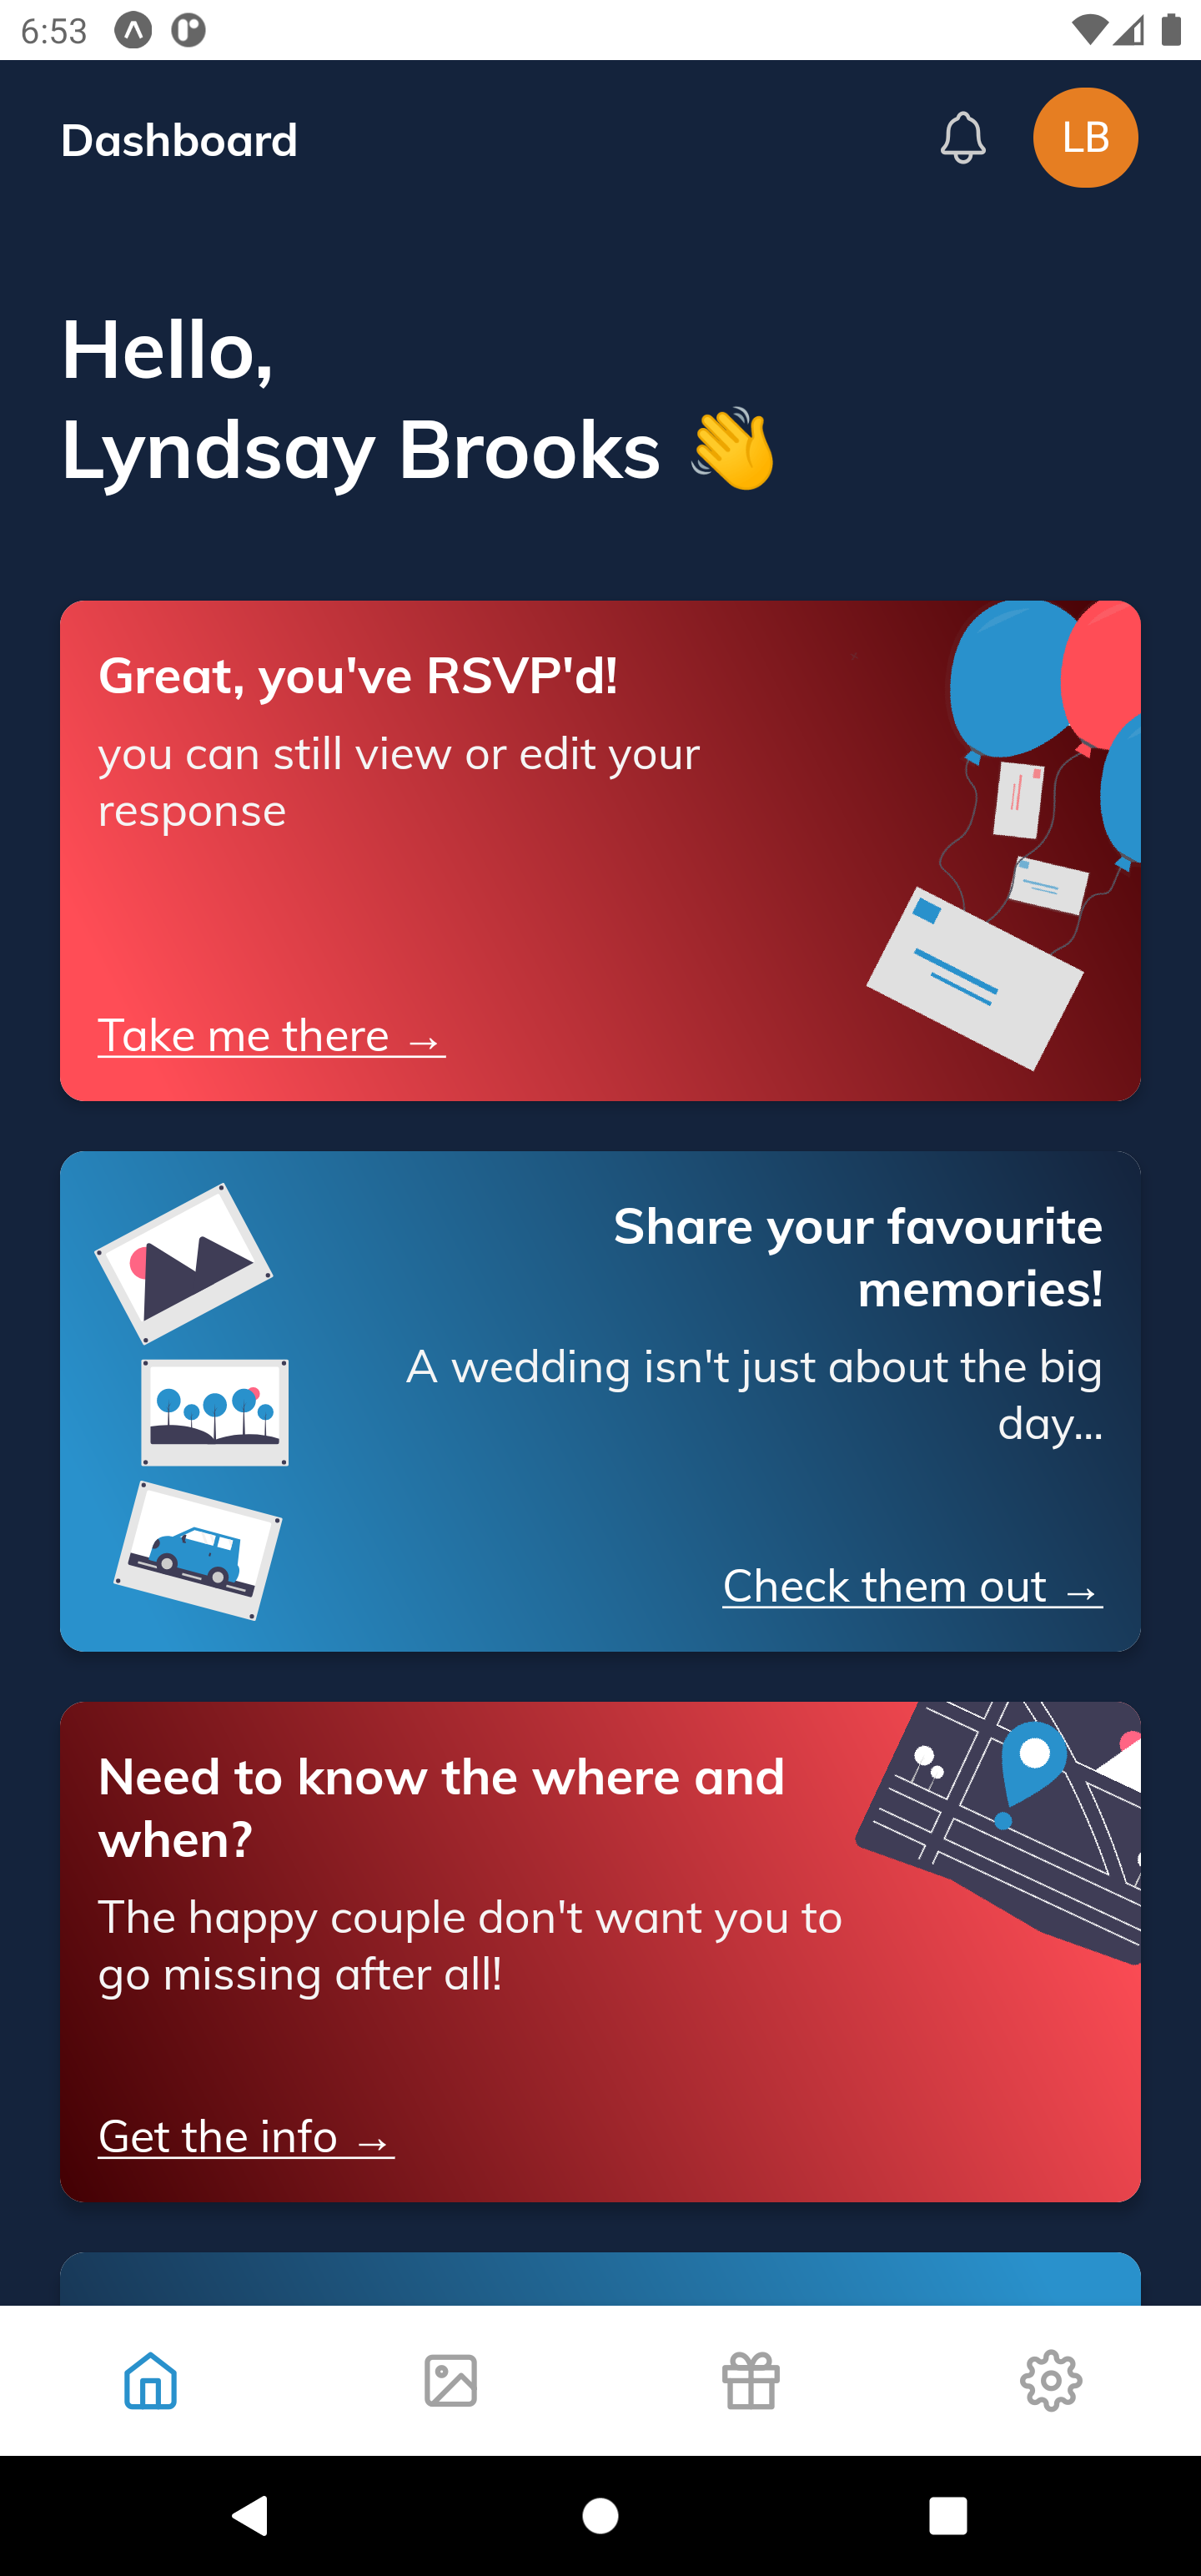 6:53
Dashboard
LB
Hello,
Lyndsay Brooks 👋
Great, you've RSVP'd!
you can still view or edit your
response
Take me there →
Share your favourite
memories!
A wedding isn't just about the big
day...
Check them out →
Need to know the where and
when?
The happy couple don't want you to
go missing after all!
Get the info →